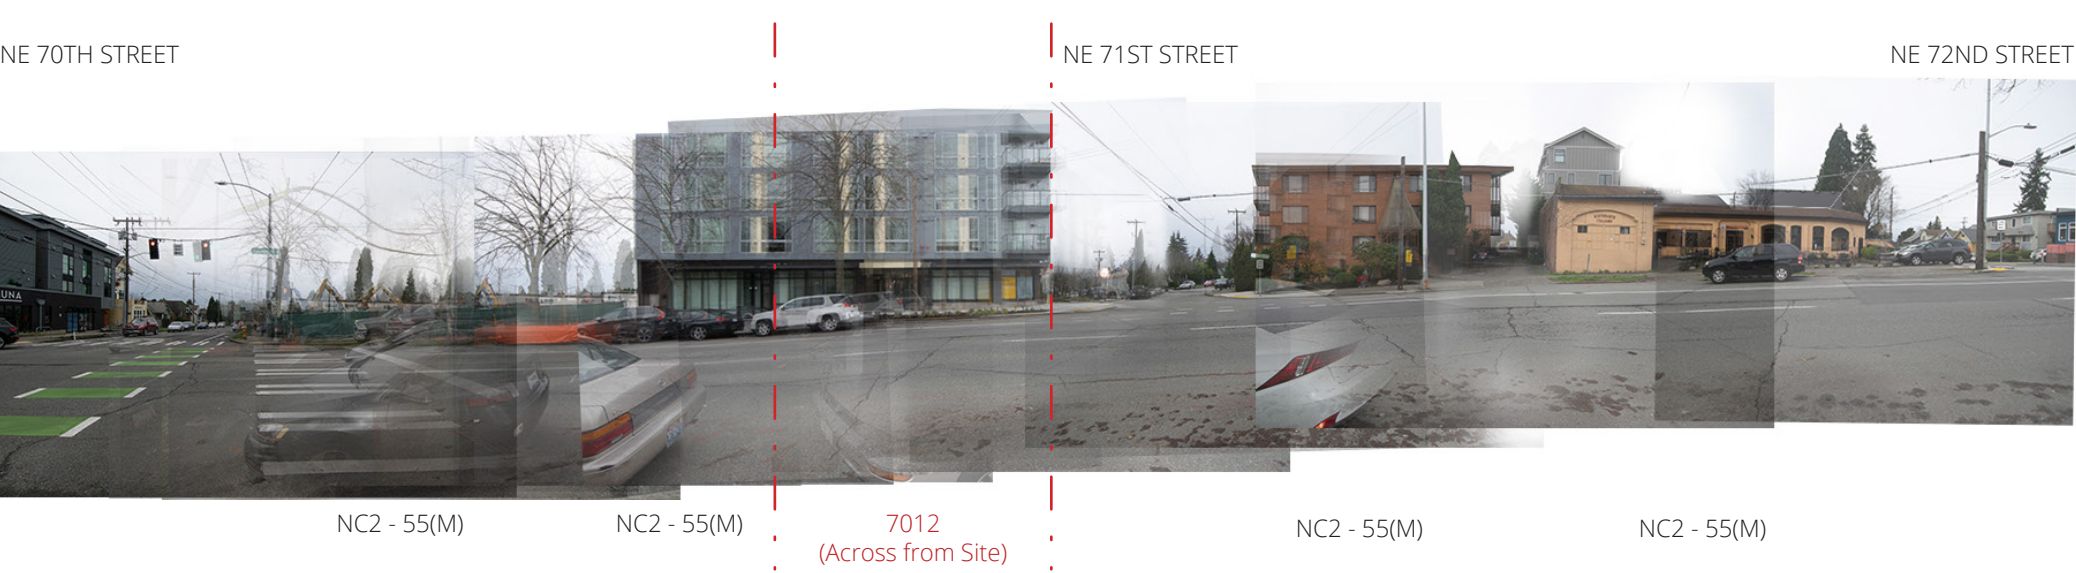 NE 70TH STREET
NE 71ST STREET
NE 72ND STREET
UNA
NC2 - 55(M)
NC2 - 55(M)
7012
(Across from Site)
NC2 - 55(M)
NC2 - 55(M)